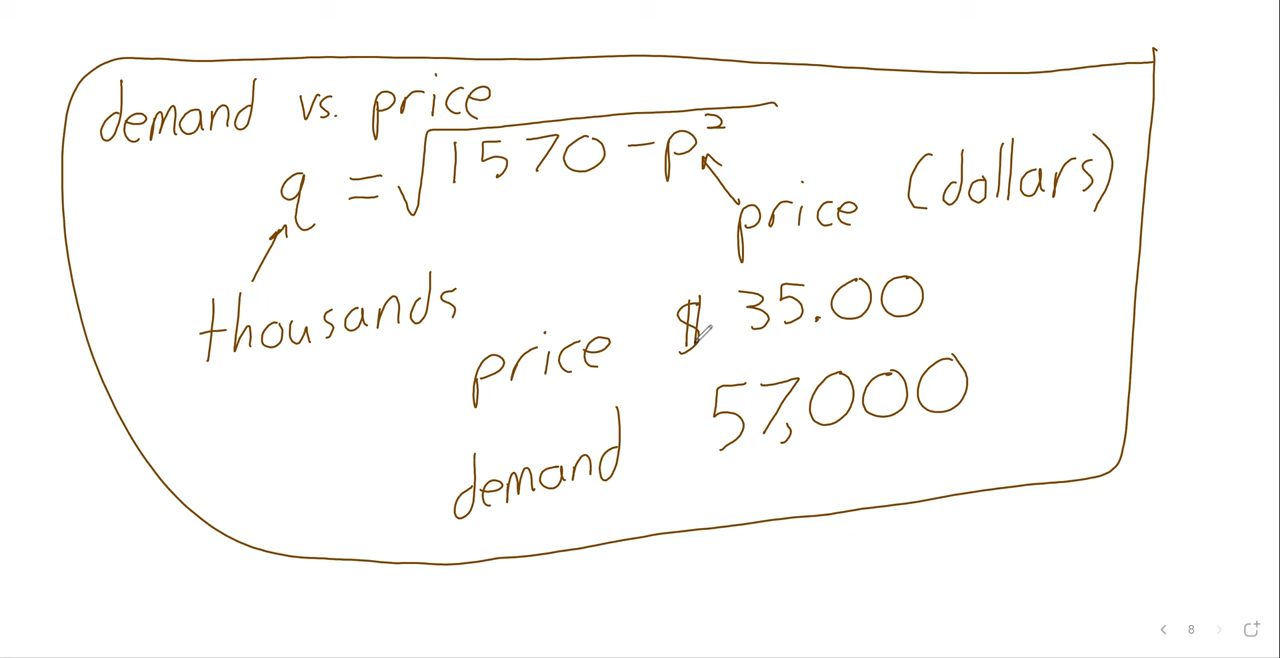 demand vs. price
q = √1570 - p²
price (dollars)
thousands
price $ 35.00
demand 57,000
8